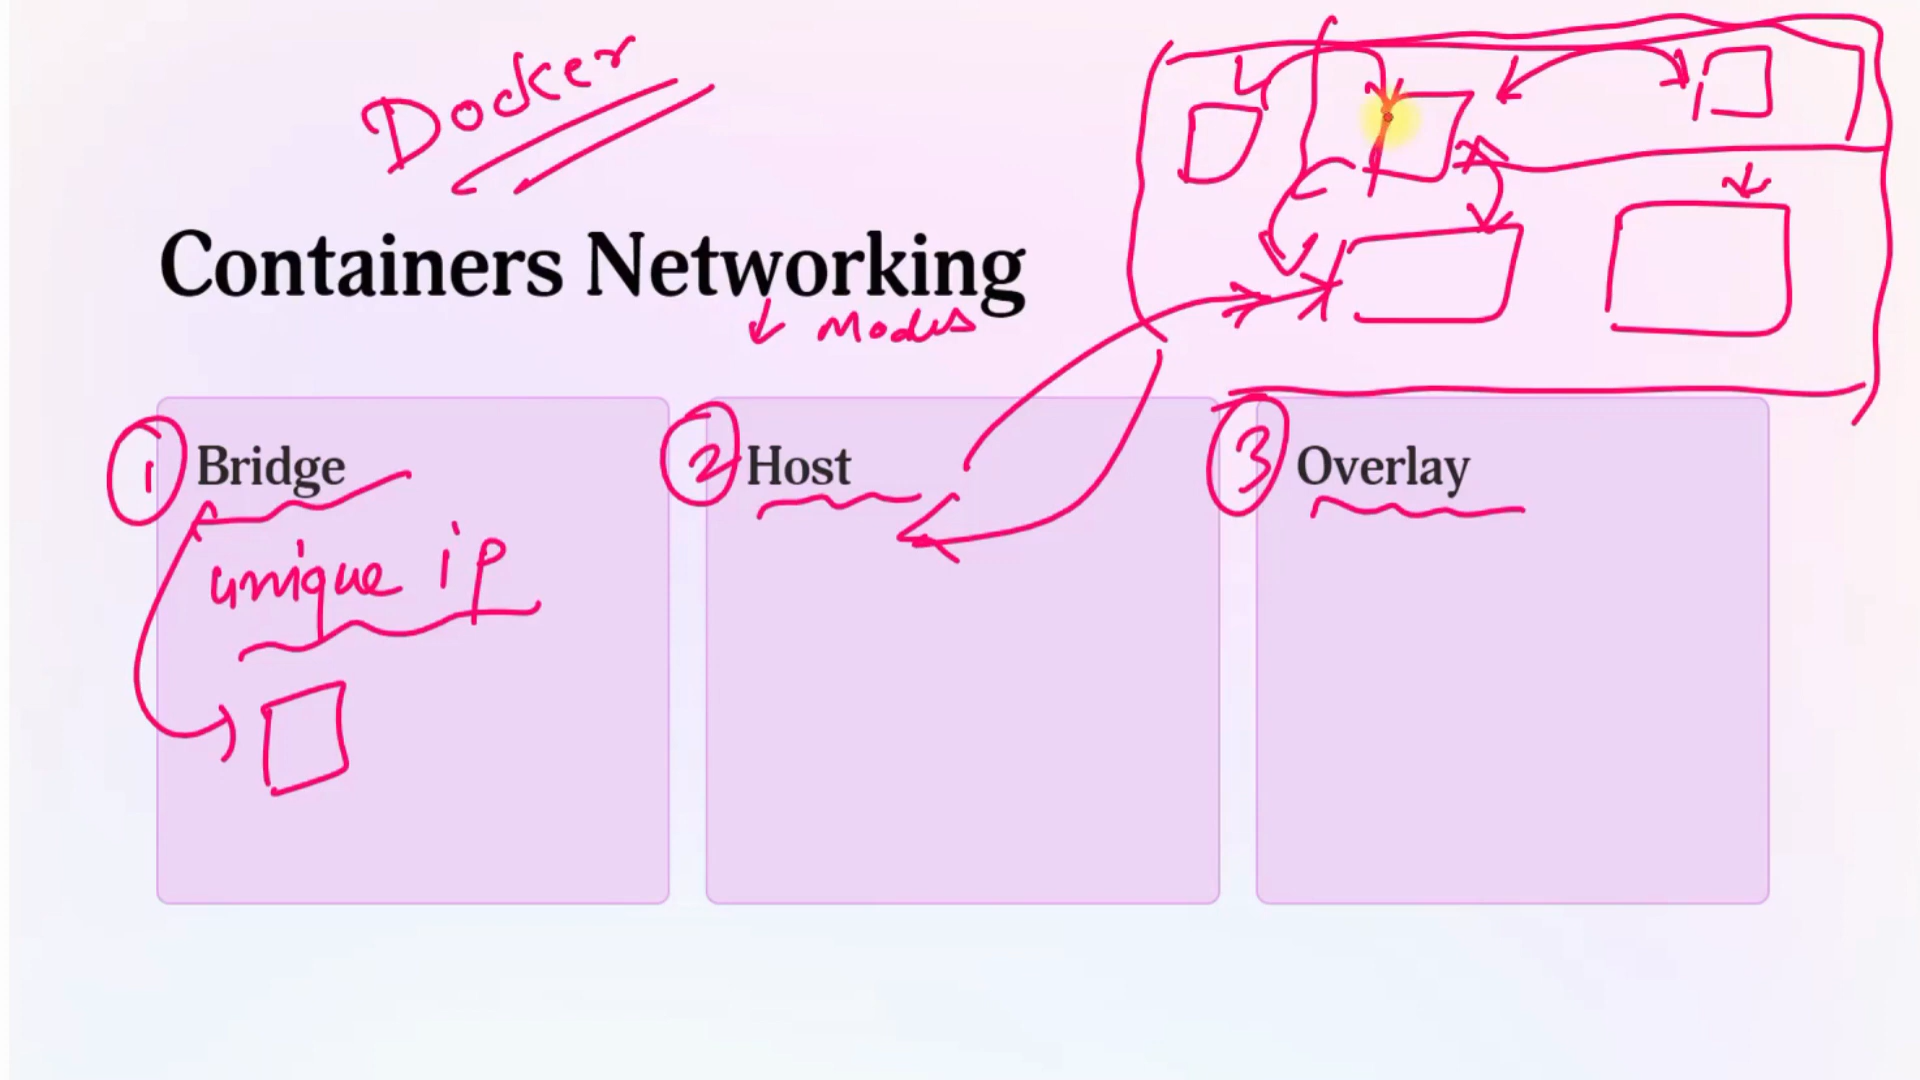 Docker
Containers Networking
Modes
1 Bridge
unique ip
2 Host
3 Overlay